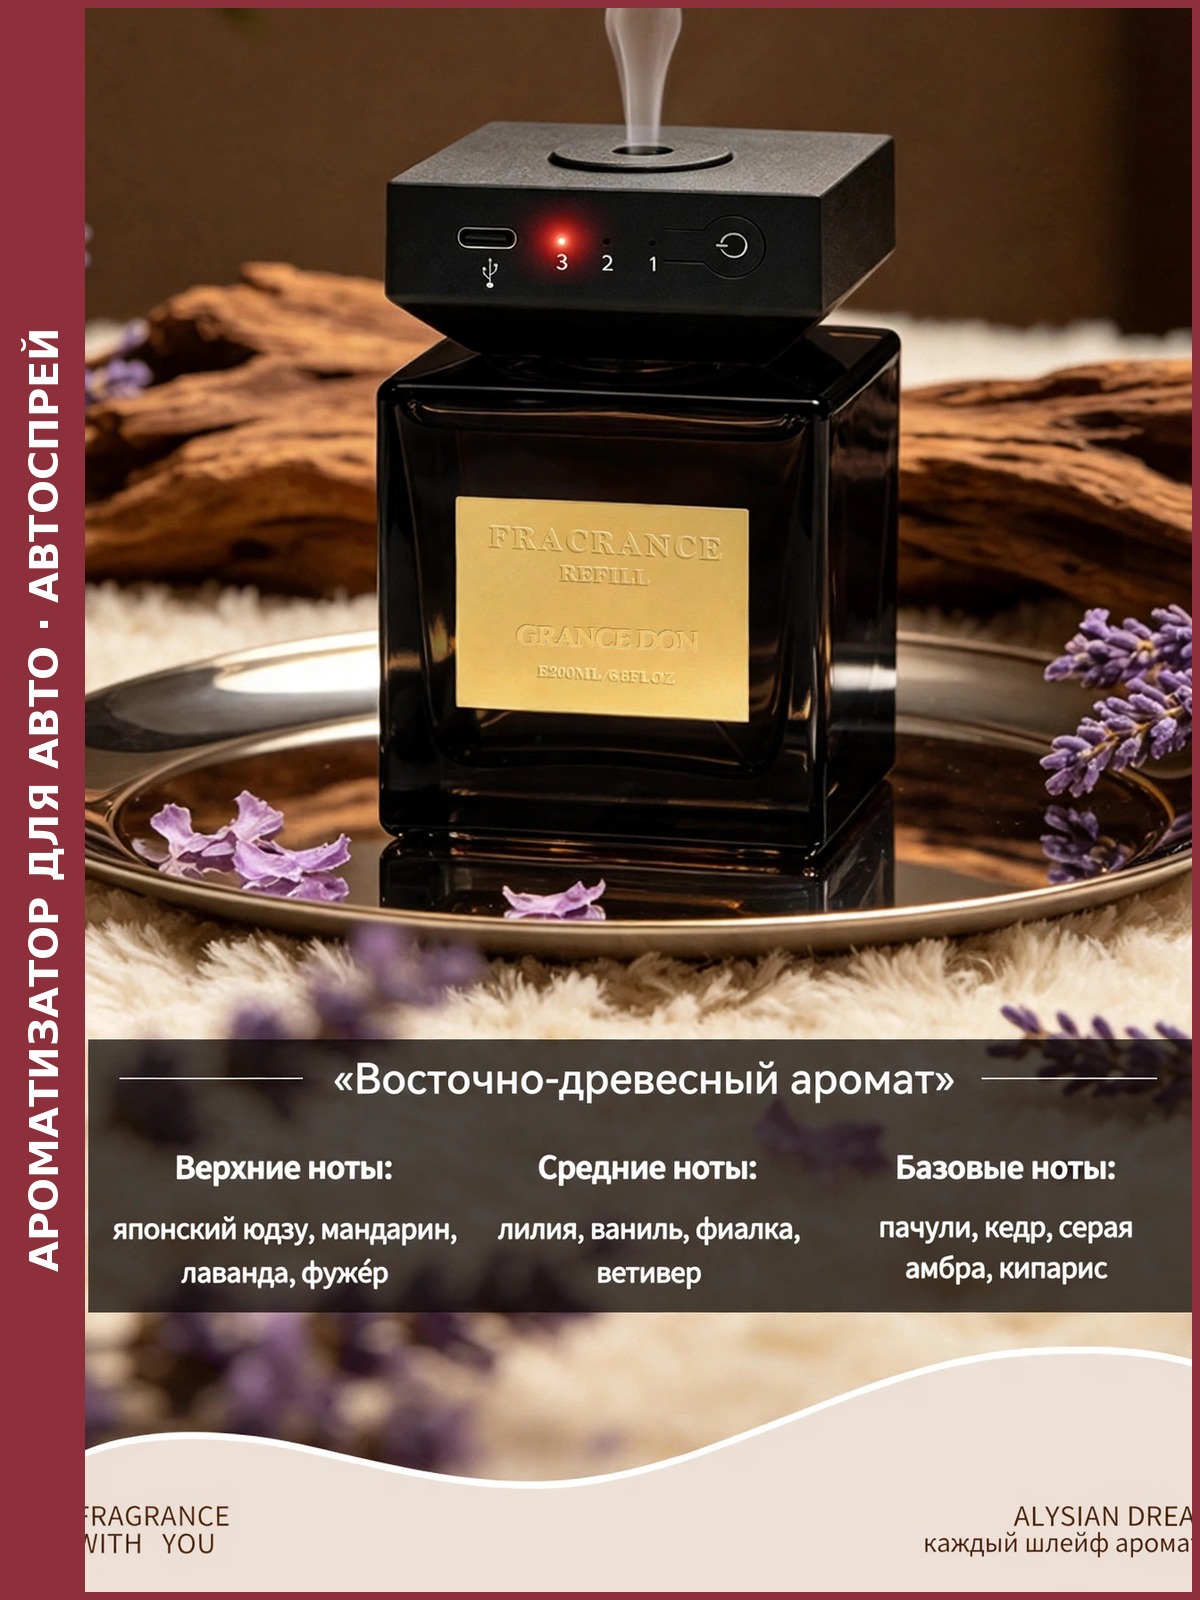 АРОМАТИЗАТОР ДЛЯ АВТО · АВТОСПРЕЙ
3 2 1
FRAGRANCE
REFILL
GRANCE DON
E200ML/6.6FL.OZ
«Восточно-древесный аромат»
Верхние ноты:
японский юдзу, мандарин,
лаванда, фуже́р
Средние ноты:
лилия, ваниль, фиалка,
ветивер
Базовые ноты:
пачули, кедр, серая
амбра, кипарис
FRAGRANCE
WITH YOU
ALYSIAN DREA
каждый шлейф аромат